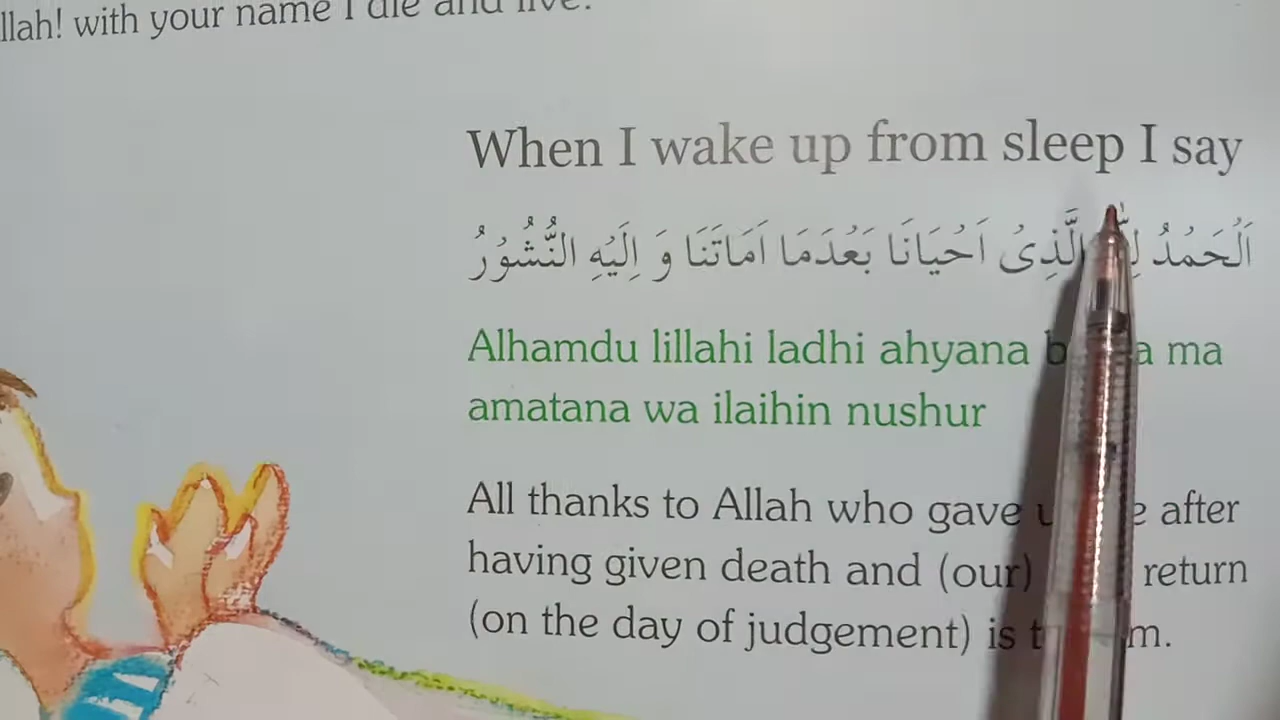 llah! with your name I die and live.
When I wake up from sleep I say
اَلْحَمْدُ الَّذِیْ اَحْیَانَا بَعْدَمَا اَمَاتَنَا وَ اِلَیْهِ النُّشُوْرُ
Alhamdu lillahi ladhi ahyana ma
amatana wa ilaihin nushur
All thanks to Allah who gave after
having given death and (our) return
(on the day of judgement) is